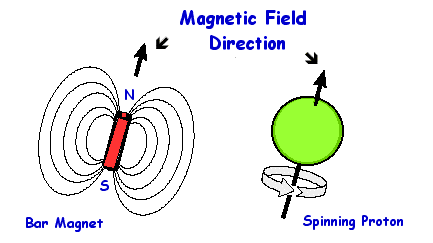 Magnetic Field
Direction
N
S
Bar Magnet
Spinning Proton